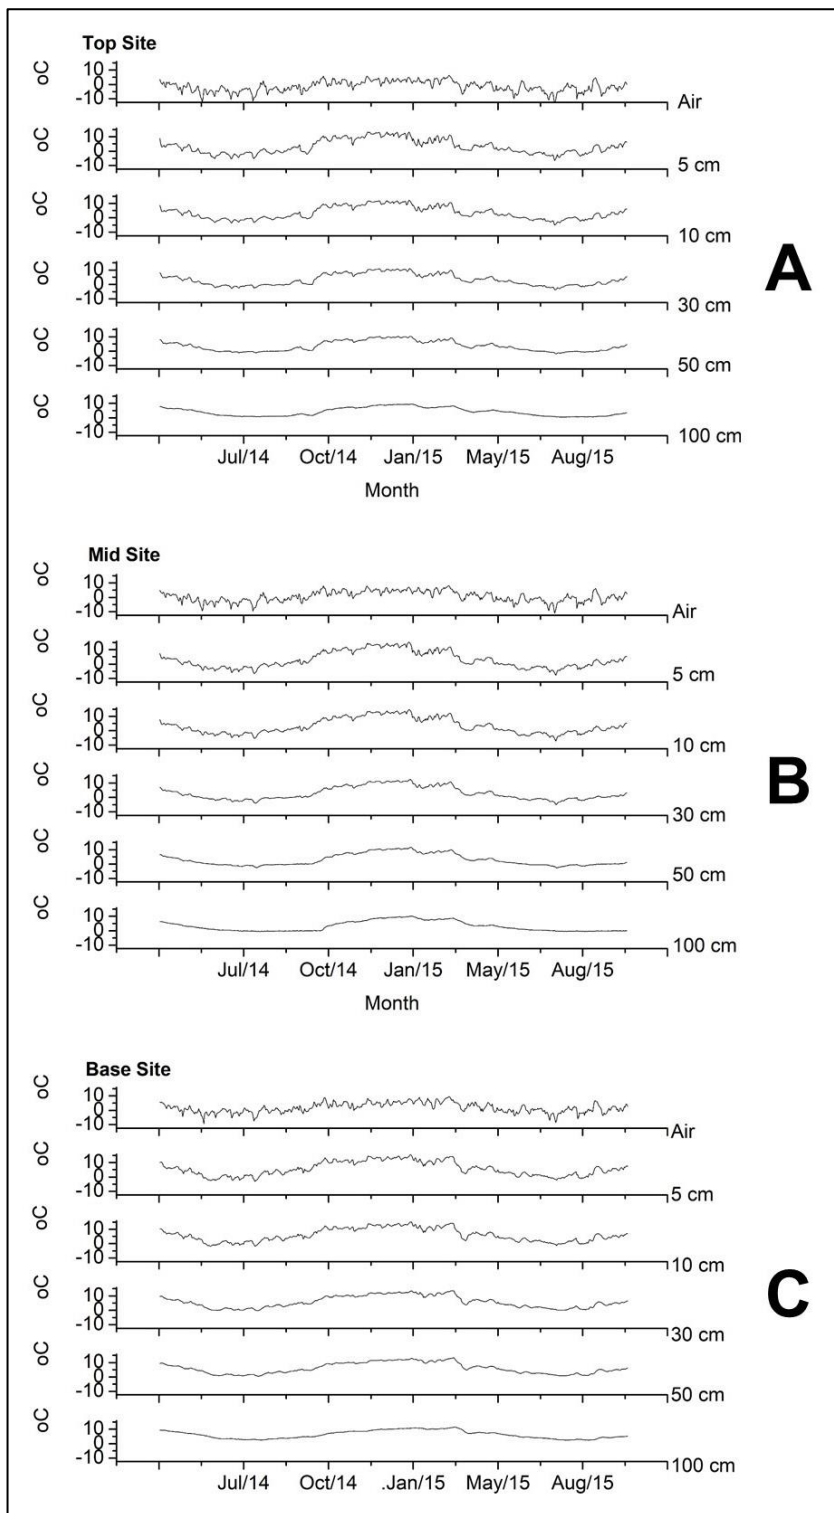 Top Site
oC
10
0
-10
Air
oC
10
0
-10
5 cm
oC
10
0
-10
10 cm
A
oC
10
0
-10
30 cm
oC
10
0
-10
50 cm
oC
10
0
-10
100 cm
Jul/14 Oct/14 Jan/15 May/15 Aug/15
Month
Mid Site
oC
10
0
-10
Air
oC
10
0
-10
5 cm
oC
10
0
-10
10 cm
B
oC
10
0
-10
30 cm
oC
10
0
-10
50 cm
oC
10
0
-10
100 cm
Jul/14 Oct/14 Jan/15 May/15 Aug/15
Month
Base Site
oC
10
0
-10
Air
oC
10
0
-10
5 cm
oC
10
0
-10
10 cm
C
oC
10
0
-10
30 cm
oC
10
0
-10
50 cm
oC
10
0
-10
100 cm
Jul/14 Oct/14 .Jan/15 May/15 Aug/15